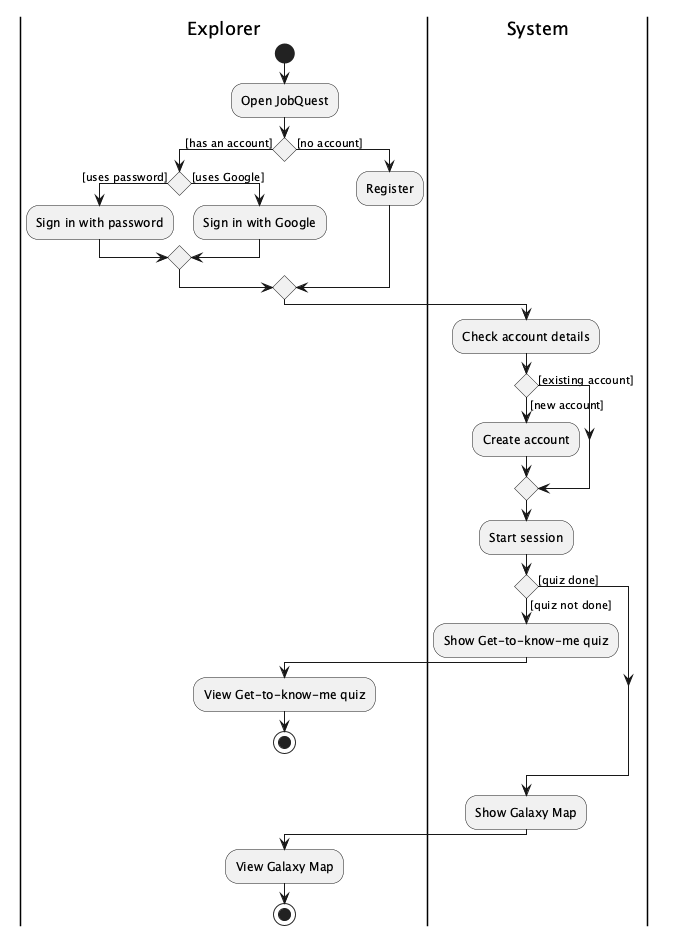 Explorer
System
Open JobQuest
[has an account]
[no account]
[uses password]
[uses Google]
Register
Sign in with password
Sign in with Google
Check account details
[existing account]
[new account]
Create account
Start session
[quiz done]
[quiz not done]
Show Get-to-know-me quiz
View Get-to-know-me quiz
Show Galaxy Map
View Galaxy Map